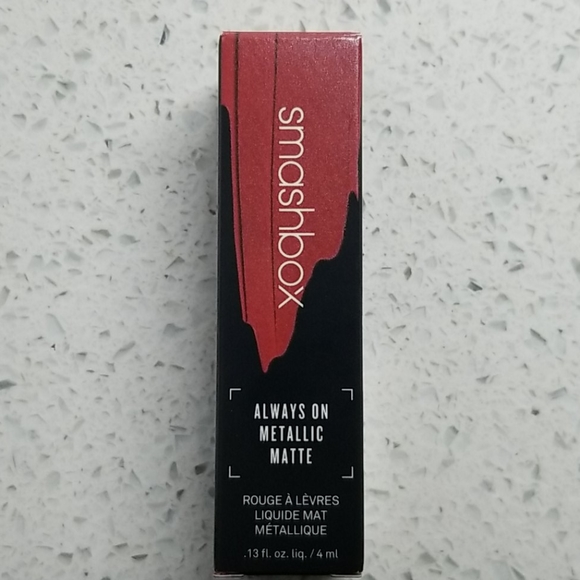 smashbox
ALWAYS ON
METALLIC
MATTE
ROUGE À LÈVRES
LIQUIDE MAT
MÉTALLIQUE
.13 fl. oz. liq. / 4 ml